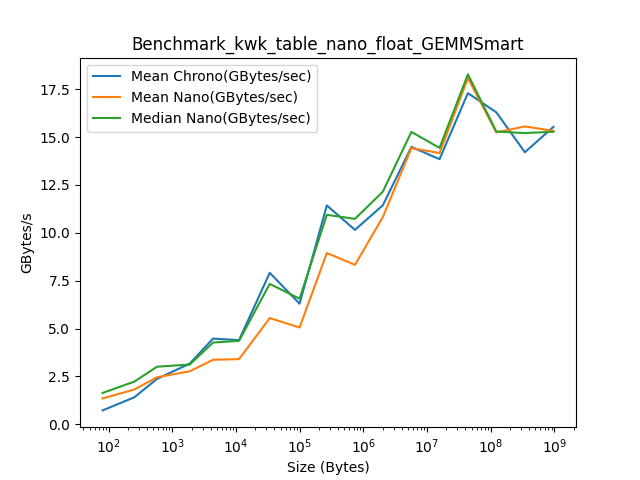 Benchmark_kwk_table_nano_float_GEMMSmart
Mean Chrono(GBytes/sec)
Mean Nano(GBytes/sec)
Median Nano(GBytes/sec)
GBytes/s
17.5
15.0
12.5
10.0
7.5
5.0
2.5
0.0
10² 10³ 10⁴ 10⁵ 10⁶ 10⁷ 10⁸ 10⁹
Size (Bytes)